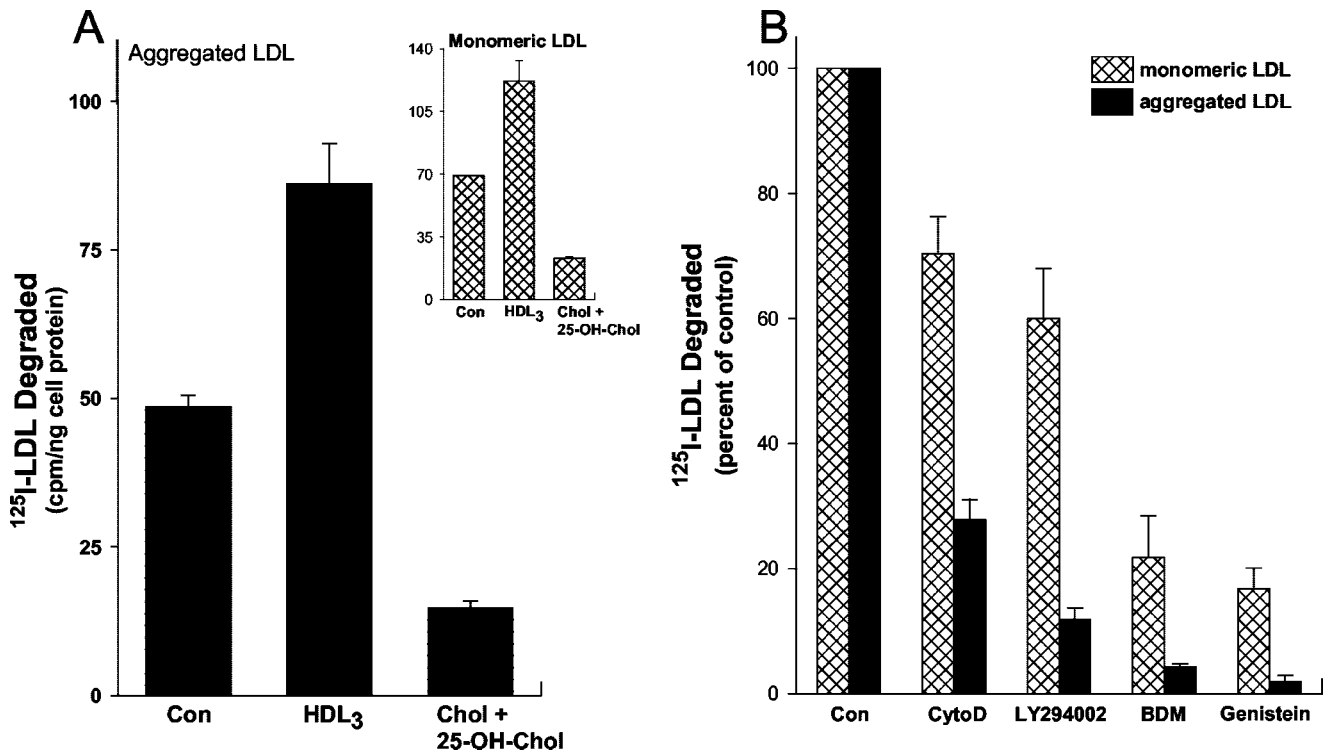 A
Aggregated LDL
125I-LDL Degraded
(cpm/ng cell protein)
100
75
50
25
0
Con
HDL3
Chol +
25-OH-Chol
Monomeric LDL
140
105
70
35
0
Con
HDL3
Chol +
25-OH-Chol
B
monomeric LDL
aggregated LDL
125I-LDL Degraded
(percent of control)
100
80
60
40
20
0
Con
CytoD
LY294002
BDM
Genistein